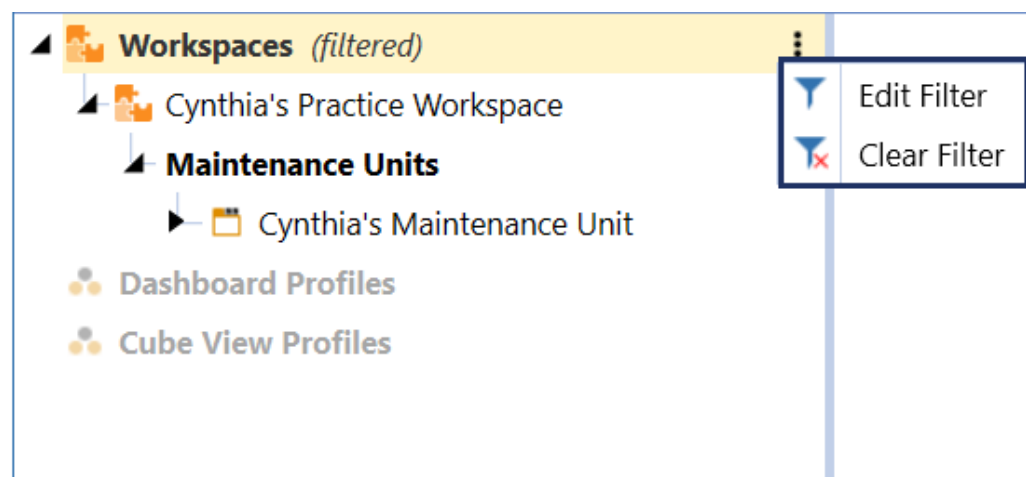 Workspaces (filtered)
Edit Filter
Cynthia's Practice Workspace
Clear Filter
Maintenance Units
Cynthia's Maintenance Unit
Dashboard Profiles
Cube View Profiles